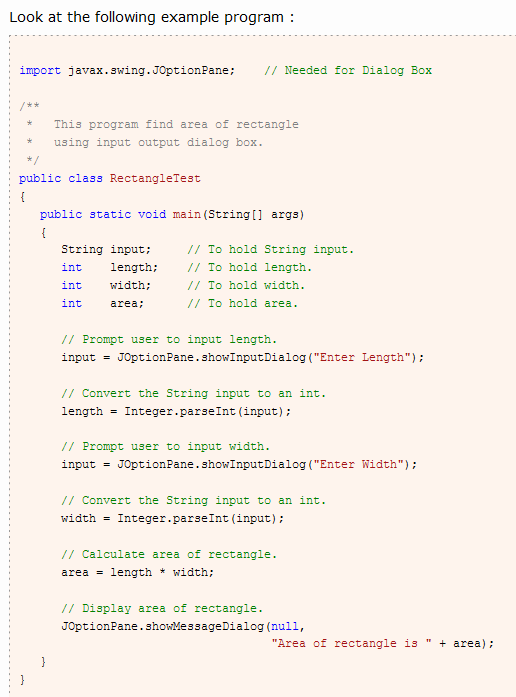 Look at the following example program :
import javax.swing.JOptionPane;    // Needed for Dialog Box
/**
 *   This program find area of rectangle
 *   using input output dialog box.
 */
public class RectangleTest
{
   public static void main(String[] args)
   {
      String input;     // To hold String input.
      int    length;    // To hold length.
      int    width;     // To hold width.
      int    area;      // To hold area.
      // Prompt user to input length.
      input = JOptionPane.showInputDialog("Enter Length");
      // Convert the String input to an int.
      length = Integer.parseInt(input);
      // Prompt user to input width.
      input = JOptionPane.showInputDialog("Enter Width");
      // Convert the String input to an int.
      width = Integer.parseInt(input);
      // Calculate area of rectangle.
      area = length * width;
      // Display area of rectangle.
      JOptionPane.showMessageDialog(null,
                                    "Area of rectangle is " + area);
   }
}